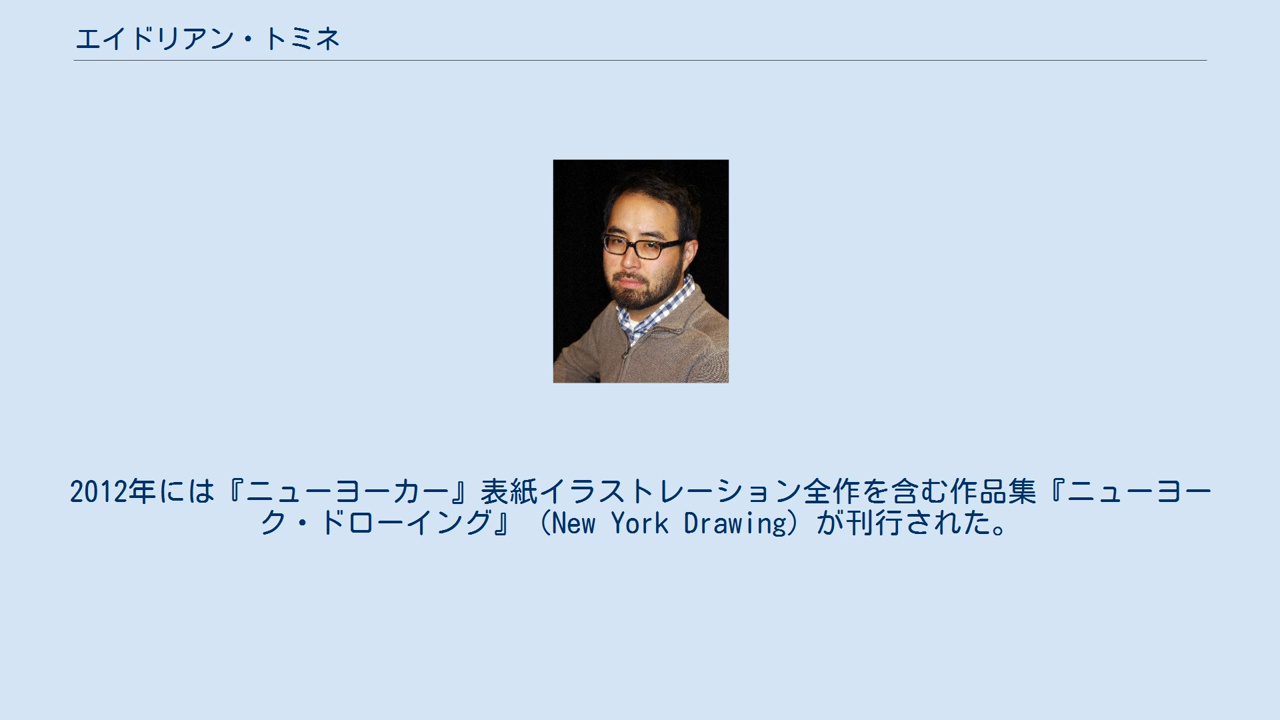 エイドリアン・トミネ
2012年には『ニューヨーカー』表紙イラストレーション全作を含む作品集『ニューヨー
ク・ドローイング』（New York Drawing）が刊行された。